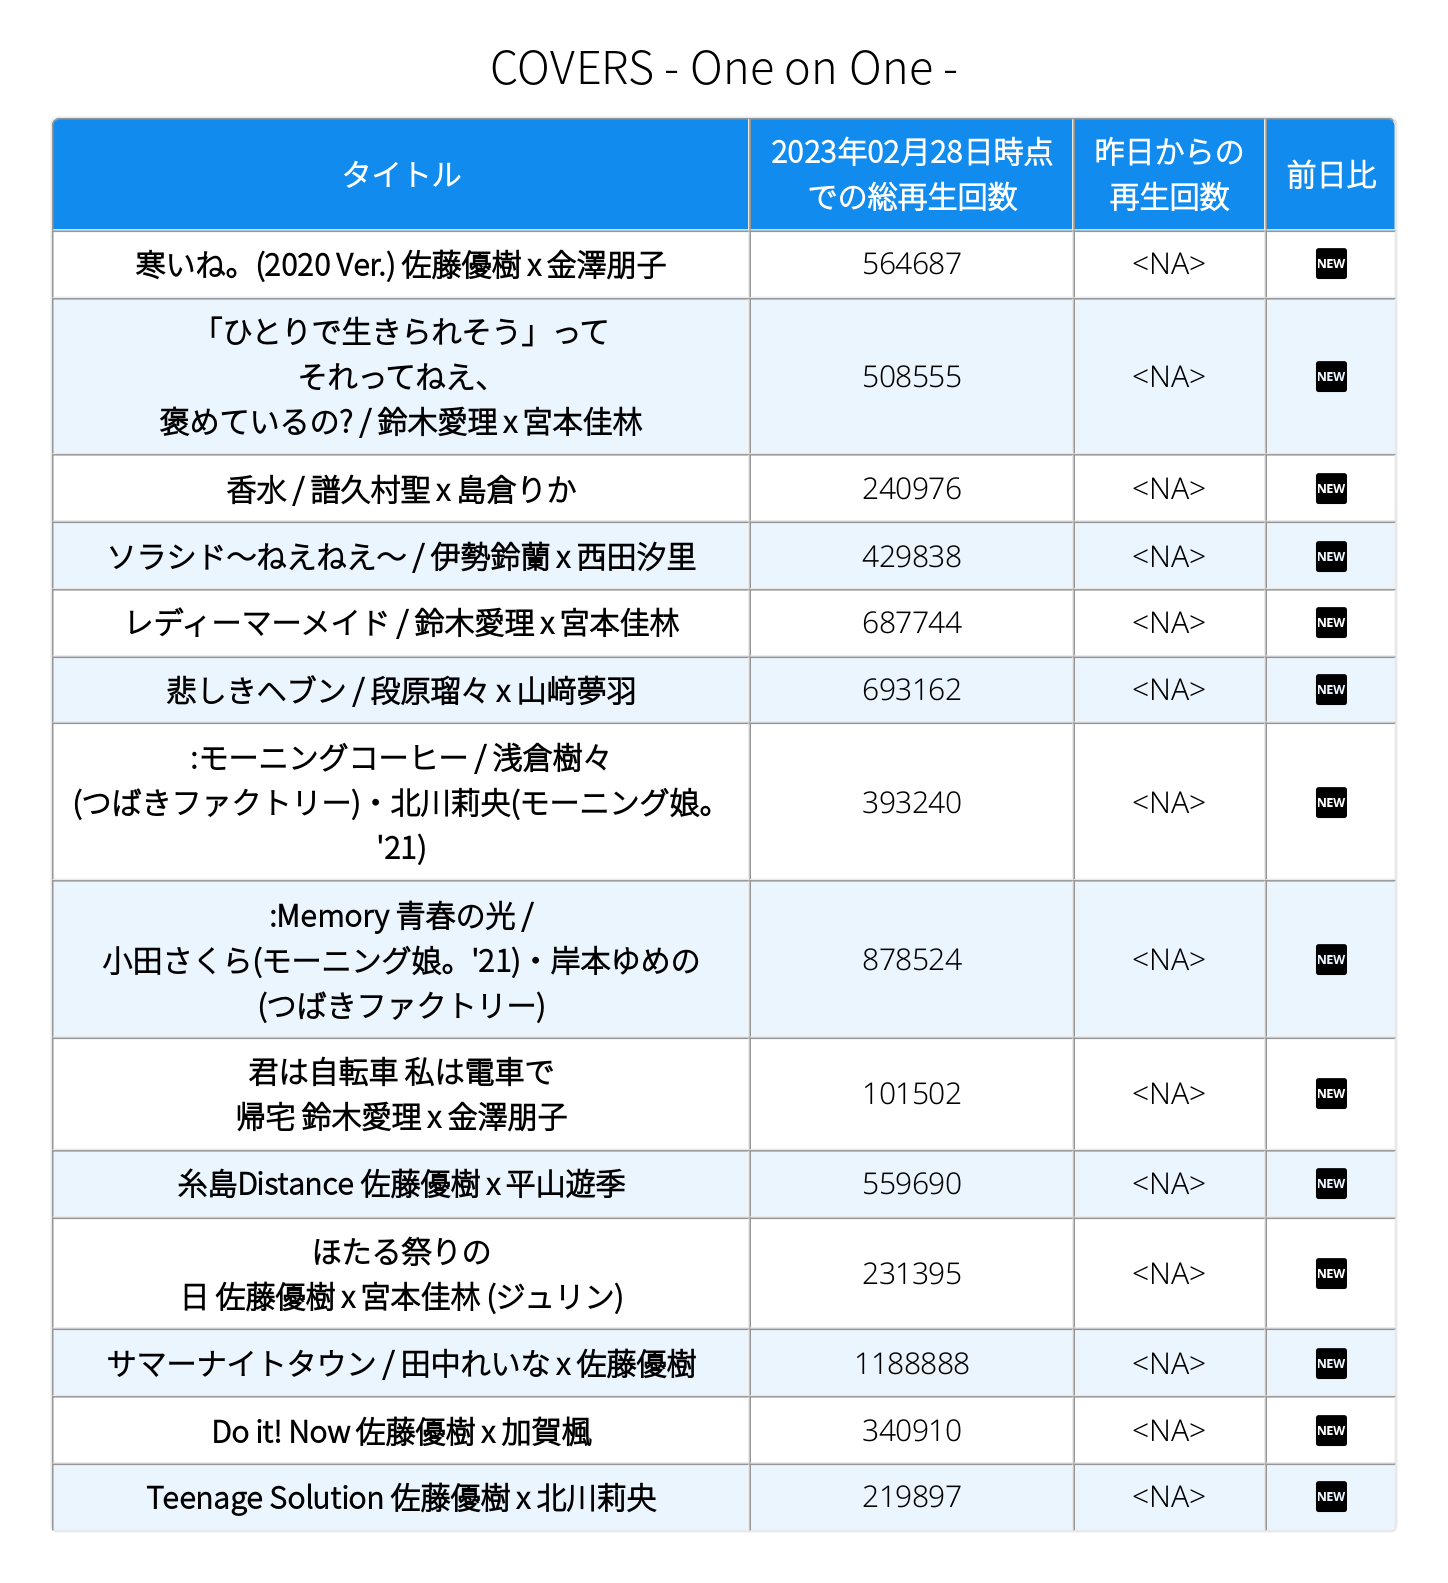 COVERS - One on One -
タイトル
2023年02月28日時点
での総再生回数
昨日からの
再生回数
前日比
寒いね。(2020 Ver.) 佐藤優樹 x 金澤朋子
564687
<NA>
NEW
「ひとりで生きられそう」って
それってねえ、
褒めているの? / 鈴木愛理 x 宮本佳林
508555
<NA>
NEW
香水 / 譜久村聖 x 島倉りか
240976
<NA>
NEW
ソラシド～ねえねえ～ / 伊勢鈴蘭 x 西田汐里
429838
<NA>
NEW
レディーマーメイド / 鈴木愛理 x 宮本佳林
687744
<NA>
NEW
悲しきヘブン / 段原瑠々 x 山﨑夢羽
693162
<NA>
NEW
:モーニングコーヒー / 浅倉樹々
(つばきファクトリー)・北川莉央(モーニング娘。
'21)
393240
<NA>
NEW
:Memory 青春の光 /
小田さくら(モーニング娘。'21)・岸本ゆめの
(つばきファクトリー)
878524
<NA>
NEW
君は自転車 私は電車で
帰宅 鈴木愛理 x 金澤朋子
101502
<NA>
NEW
糸島Distance 佐藤優樹 x 平山遊季
559690
<NA>
NEW
ほたる祭りの
日 佐藤優樹 x 宮本佳林 (ジュリン)
231395
<NA>
NEW
サマーナイトタウン / 田中れいな x 佐藤優樹
1188888
<NA>
NEW
Do it! Now 佐藤優樹 x 加賀楓
340910
<NA>
NEW
Teenage Solution 佐藤優樹 x 北川莉央
219897
<NA>
NEW